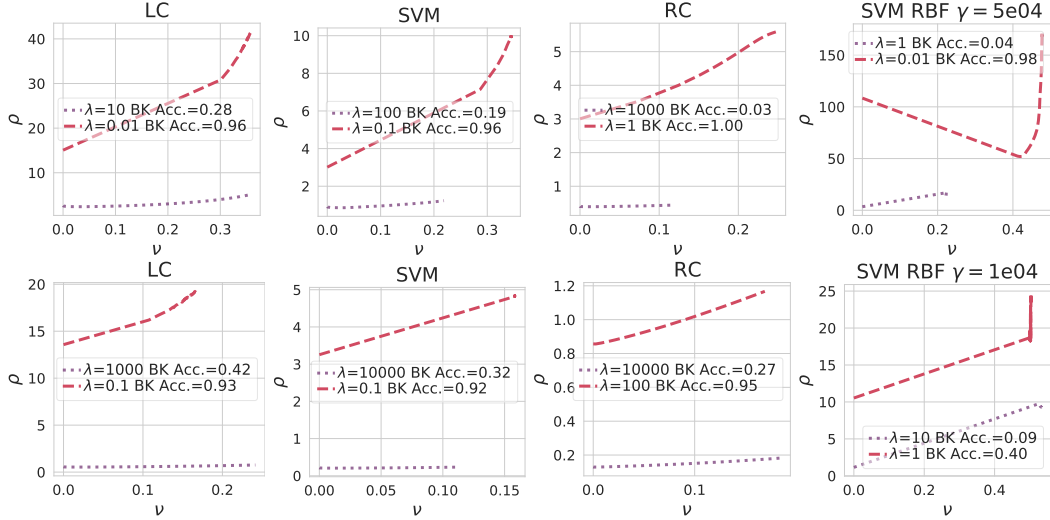 LC
40
30
20
10
ρ
λ=10 BK Acc.=0.28
λ=0.01 BK Acc.=0.96
0.0 0.1 0.2 0.3
ν
SVM
10
8
6
4
2
ρ
λ=100 BK Acc.=0.19
λ=0.1 BK Acc.=0.96
0.0 0.1 0.2 0.3
ν
RC
5
4
3
2
1
ρ
λ=1000 BK Acc.=0.03
λ=1 BK Acc.=1.00
0.0 0.1 0.2
ν
SVM RBF γ = 5e04
150
100
50
0
ρ
λ=1 BK Acc.=0.04
λ=0.01 BK Acc.=0.98
0.0 0.2 0.4
ν
LC
20
15
10
5
0
ρ
λ=1000 BK Acc.=0.42
λ=0.1 BK Acc.=0.93
0.0 0.1 0.2
ν
SVM
5
4
3
2
1
0
ρ
λ=10000 BK Acc.=0.32
λ=0.1 BK Acc.=0.92
0.00 0.05 0.10 0.15
ν
RC
1.2
1.0
0.8
0.6
0.4
0.2
ρ
λ=10000 BK Acc.=0.27
λ=100 BK Acc.=0.95
0.0 0.1
ν
SVM RBF γ = 1e04
25
20
15
10
5
0
ρ
λ=10 BK Acc.=0.09
λ=1 BK Acc.=0.40
0.0 0.2 0.4
ν